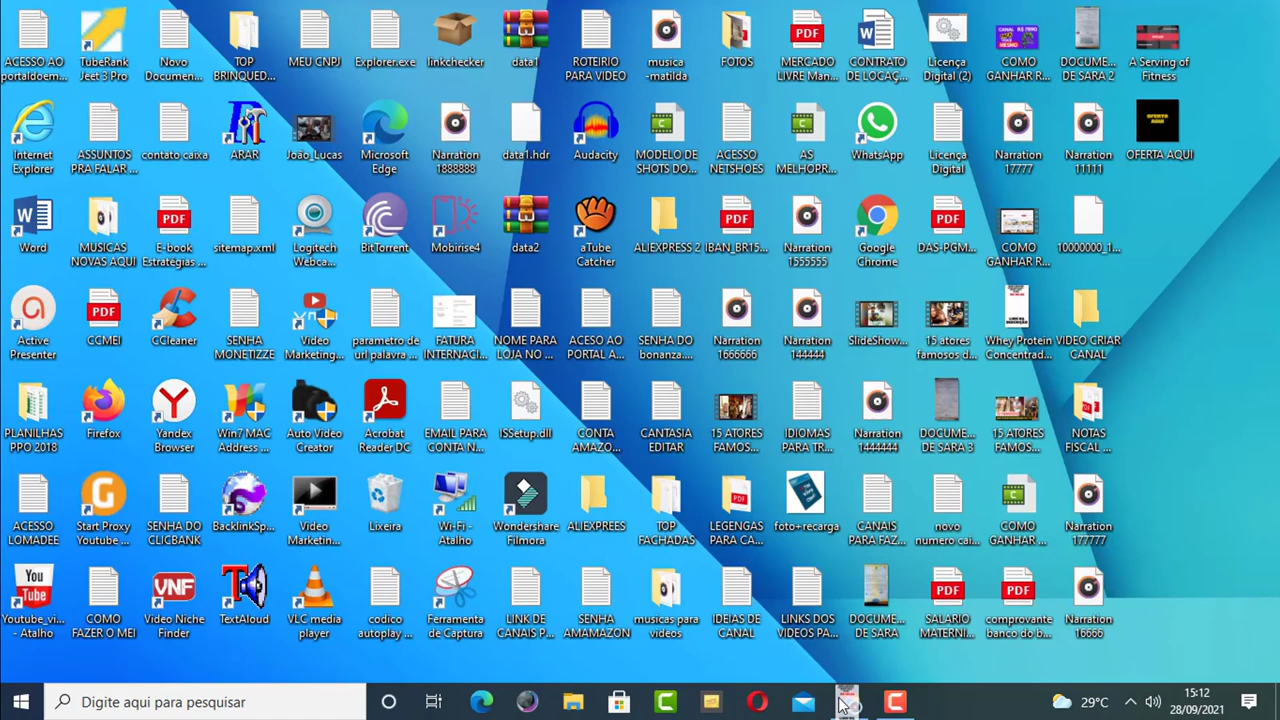 ACESSO AO portaldoem...
TubeRank Jeet 3 Pro
Novo Documen...
TOP BRINQUED...
MEU CNPJ
Explorer.exe
linkchecker
data1
ROTEIRO PARA VIDEO
musica -matilda
FOTOS
MERCADO LIVRE Man...
CONTRATO DE LOCAÇ...
Licença Digital (2)
COMO GANHAR R...
DOCUME... DE SARA 2
A Serving of Fitness
Internet Explorer
ASSUNTOS PRA FALAR ...
contato caixa
ARAR
João_Lucas
Microsoft Edge
Narration 1888888
data1.hdr
Audacity
MODELO DE SHOTS DO...
ACESO NETSHOES
AS MELHOPR...
WhatsApp
Licença Digital
Narration 17777
Narration 11111
OFERTA AQUI
Word
MUSICAS NOVAS AQUI
E-book Estratégias ...
sitemap.xml
Logitech Webca...
BitTorrent
Mobirise4
data2
aTube Catcher
ALIEXPRESS 2
IBAN_BR15...
Narration 1555555
Google Chrome
DAS-PGM...
COMO GANHAR R...
10000000_1...
Active Presenter
CCMEI
CCleaner
SENHA MONETIZZE
Video Marketing...
parametro de url palavra ...
FATURA INTERNACI...
NOME PARA LOJA NO ...
ACESO AO PORTAL A...
SENHA DO bonanza....
Narration 1666666
Narration 144444
SlideShow...
15 atores famosos d...
Whey Protein Concentrad...
VIDEO CRIAR CANAL
PLANILHAS PPO 2018
Firefox
Yandex Browser
Win7 MAC Address ...
Auto Video Creator
Acrobat Reader DC
EMAIL PARA CONTA N...
ISSetup.dll
CONTA AMAZO...
CANTASIA EDITAR
15 ATORES FAMOS...
IDIOMAS PARA TR...
Narration 1444444
DOCUME... DE SARA 3
15 ATORES FAMOS...
NOTAS FISCAL ...
ACESSO LOMADEE
Start Proxy Youtube ...
SENHA DO CLICBANK
BacklinkSp...
Video Marketin...
Lixeira
Wi-Fi - Atalho
Wondershare Filmora
ALIEXPREES
TOP FACHADAS
LEGENGAS PARA CA...
foto+recarga
CANAIS PARA FAZ...
novo numero cai...
COMO GANHAR ...
Narration 177777
Youtube_vi... - Atalho
COMO FAZER O MEI
Video Niche Finder
TextAloud
VLC media player
codico autoplay ...
Ferramenta de Captura
LINK DE CANAIS P...
SENHA AMAMAZON
musicas para videos
IDEIAS DE CANAL
LINKS DOS VIDEOS PA...
DOCUME... DE SARA
SALARIO MATERNI...
comprovante banco do b...
Narration 16666
Digite aqui para pesquisar
29°C
15:12
28/09/2021